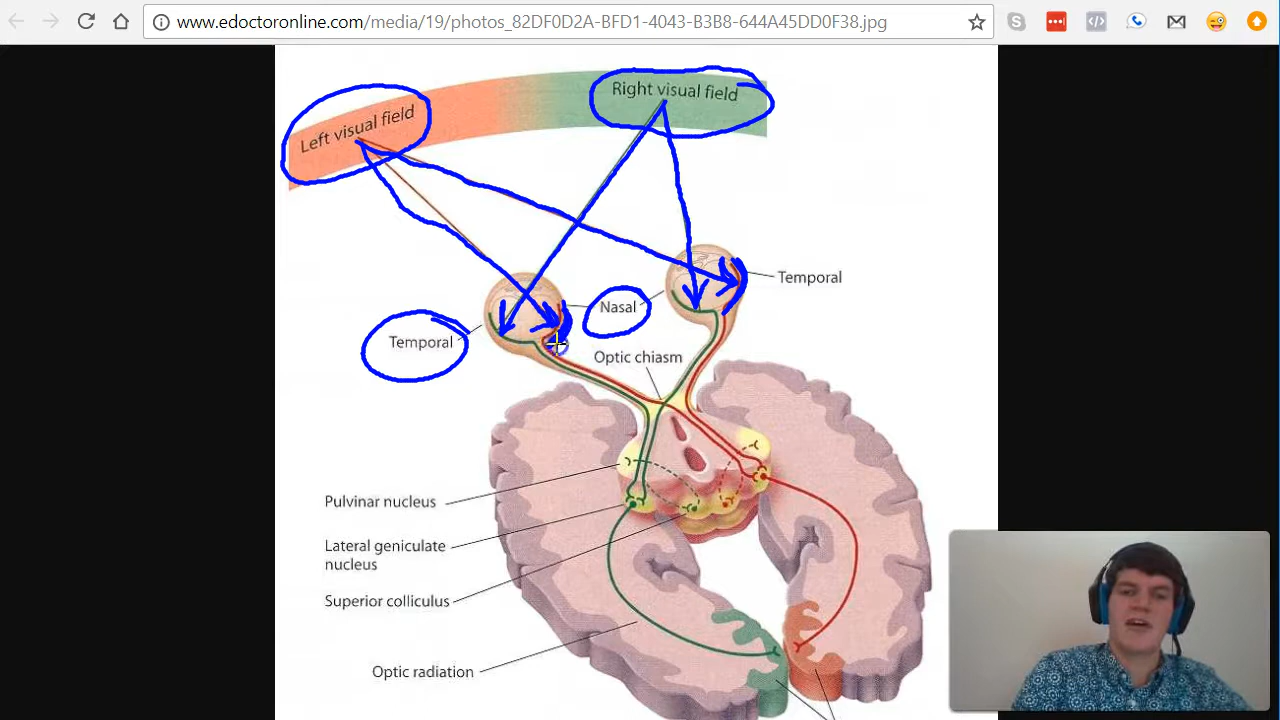 www.edoctoronline.com/media/19/photos_82DF0D2A-BFD1-4043-B3B8-644A45DD0F38.jpg
Left visual field
Right visual field
Temporal
Nasal
Temporal
Optic chiasm
Pulvinar nucleus
Lateral geniculate
nucleus
Superior colliculus
Optic radiation